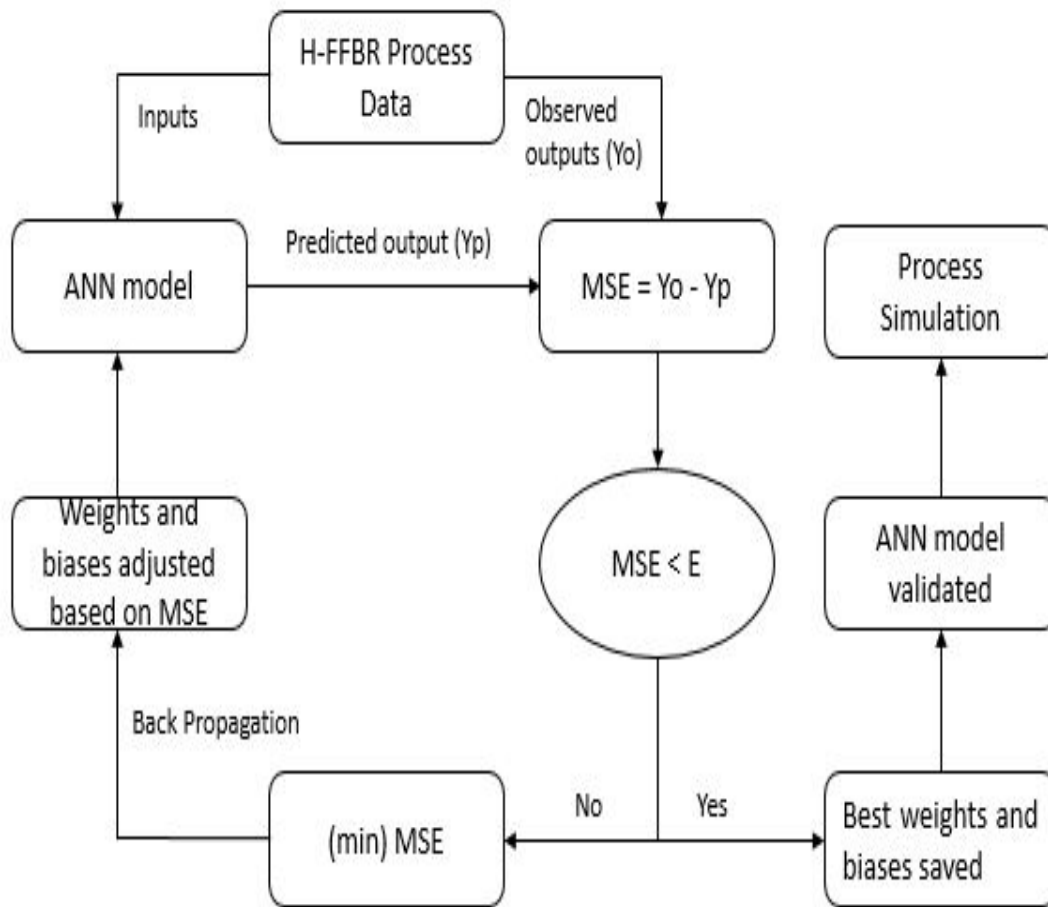 H-FFBR Process
Data
Inputs
Observed
outputs (Yo)
ANN model
Predicted output (Yp)
MSE = Yo - Yp
Process
Simulation
Weights and
biases adjusted
based on MSE
MSE < E
ANN model
validated
Back Propagation
(min) MSE
No
Yes
Best weights and
biases saved